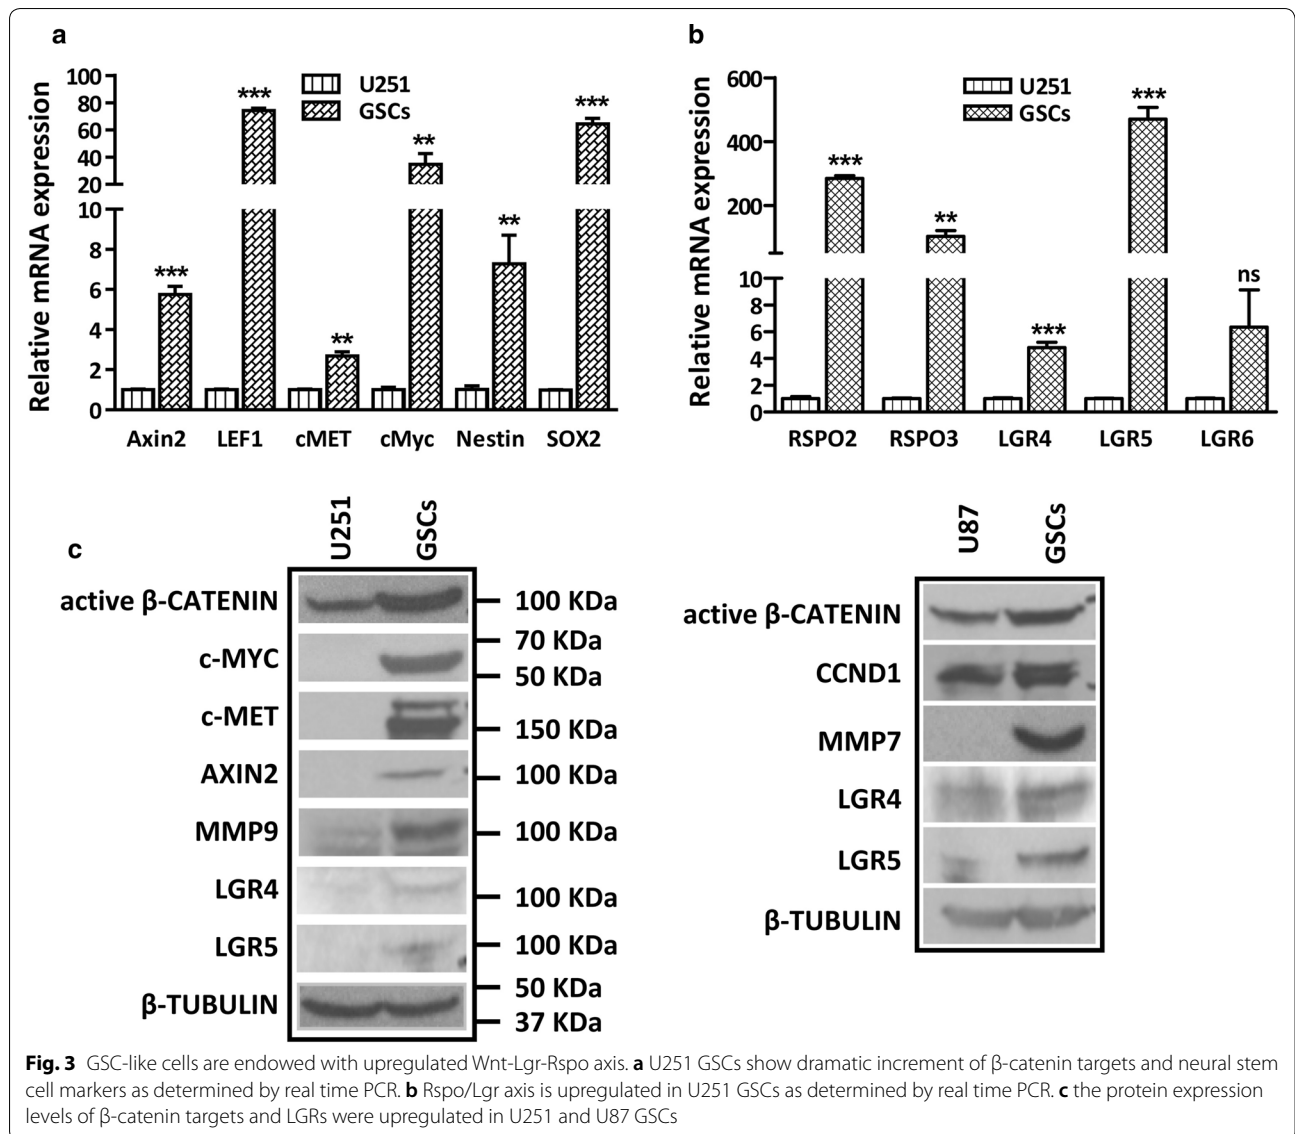 a
Relative mRNA expression
100
80
60
40
20
10
8
6
4
2
0
U251
GSCs
***
***
**
**
**
***
Axin2 LEF1 cMET cMyc Nestin SOX2
b
Relative mRNA expression
600
400
200
10
8
6
4
2
0
U251
GSCs
***
**
***
***
ns
RSPO2 RSPO3 LGR4 LGR5 LGR6
c
U251 GSCs
active β-CATENIN 100 KDa
70 KDa
c-MYC
50 KDa
c-MET
150 KDa
AXIN2 100 KDa
MMP9 100 KDa
LGR4 100 KDa
LGR5 100 KDa
50 KDa
β-TUBULIN
37 KDa
U87 GSCs
active β-CATENIN
CCND1
MMP7
LGR4
LGR5
β-TUBULIN
Fig. 3 GSC-like cells are endowed with upregulated Wnt-Lgr-Rspo axis. a U251 GSCs show dramatic increment of β-catenin targets and neural stem
cell markers as determined by real time PCR. b Rspo/Lgr axis is upregulated in U251 GSCs as determined by real time PCR. c the protein expression
levels of β-catenin targets and LGRs were upregulated in U251 and U87 GSCs